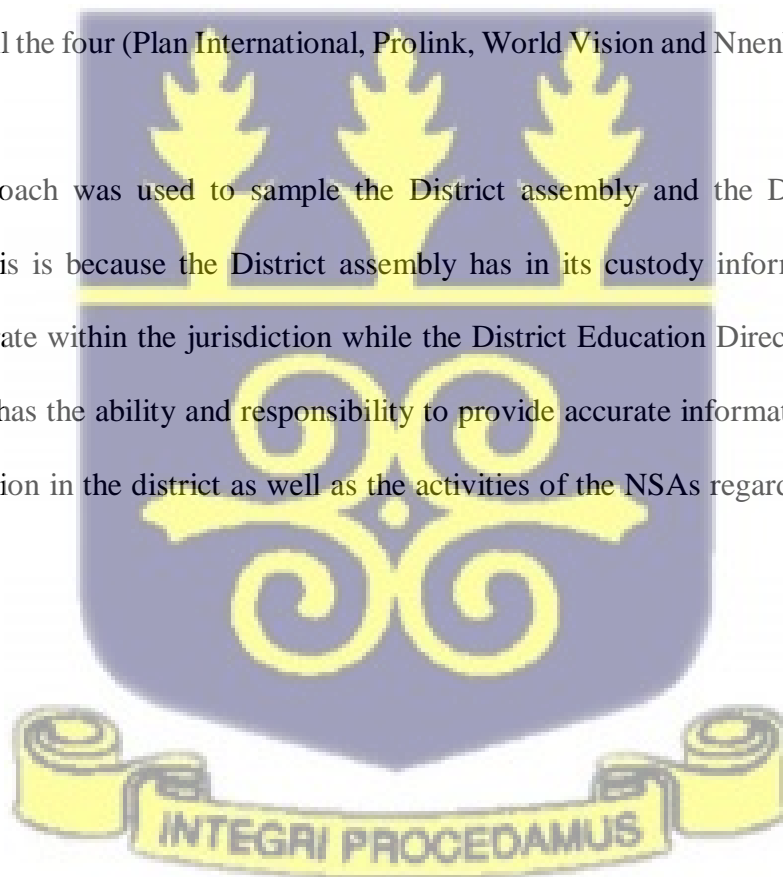 l the four (Plan International, Prolink, World Vision and Nnen
oach was used to sample the District assembly and the D
is is because the District assembly has in its custody inforr
rate within the jurisdiction while the District Education Direc
has the ability and responsibility to provide accurate informat
ion in the district as well as the activities of the NSAs regard
INTEGRI PROCEDAMUS